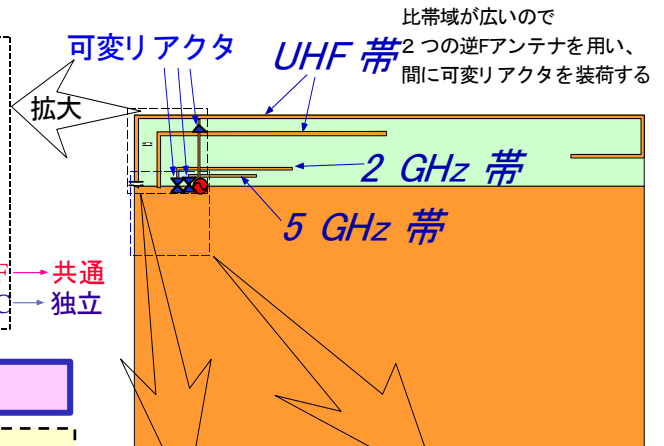 比帯域が広いので
2つの逆Fアンテナを用い、
間に可変リアクタを装荷する
可変リアクタ
UHF 帯
拡大
2 GHz 帯
5 GHz 帯
共通
独立